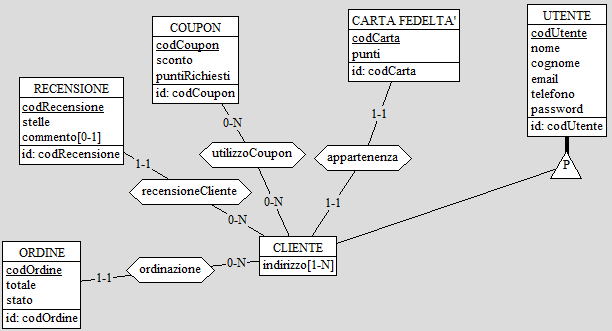 UTENTE
codUtente
nome
cognome
email
telefono
password
id: codUtente
P
CARTA FEDELTA'
codCarta
punti
id: codCarta
COUPON
codCoupon
sconto
puntiRichiesti
id: codCoupon
RECENSIONE
codRecensione
stelle
commento[0-1]
id: codRecensione
1-1
0-N
1-1
utilizzoCoupon
appartenenza
recensioneCliente
0-N
0-N
1-1
CLIENTE
indirizzo[1-N]
ORDINE
codOrdine
totale
stato
id: codOrdine
1-1
ordinazione
0-N